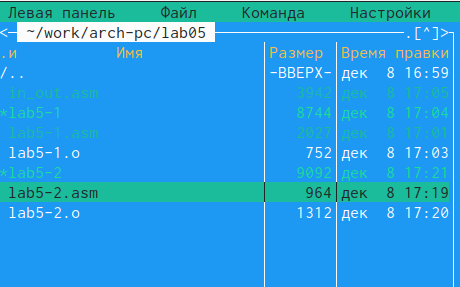 Левая панель Файл Команда Настройки
<— ~/work/arch-pc/lab05 .[^]>
.и Имя Размер Время правки
/.. -ВВЕРХ- дек 8 16:59
in_out.asm 3942 дек 8 17:05
*lab5-1 8744 дек 8 17:04
lab5-1.asm 2027 дек 8 17:01
lab5-1.o 752 дек 8 17:03
*lab5-2 9092 дек 8 17:21
lab5-2.asm 964 дек 8 17:19
lab5-2.o 1312 дек 8 17:20